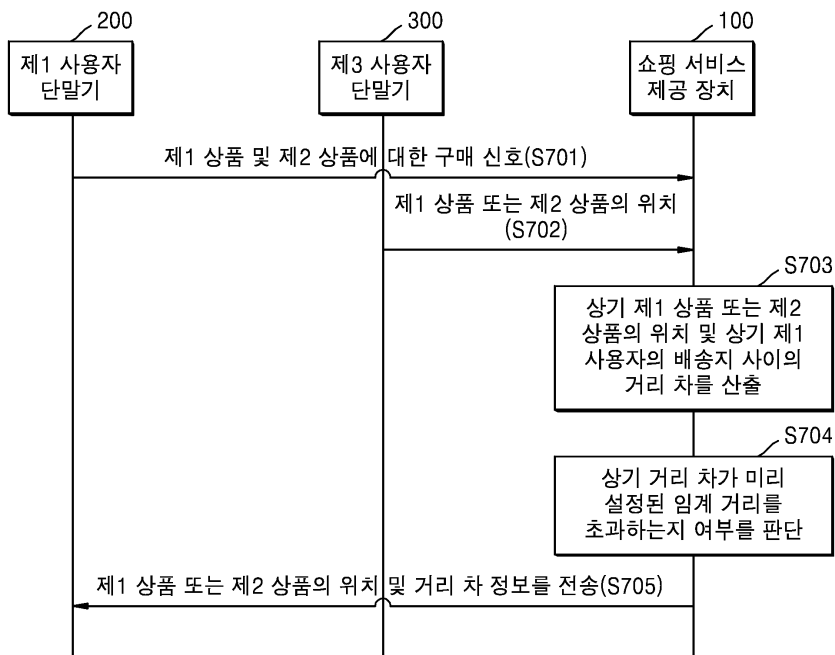 200
300
100
제1 사용자
단말기
제3 사용자
단말기
쇼핑 서비스
제공 장치
제1 상품 및 제2 상품에 대한 구매 신호(S701)
제1 상품 또는 제2 상품의 위치
(S702)
S703
상기 제1 상품 또는 제2
상품의 위치 및 상기 제1
사용자의 배송지 사이의
거리 차를 산출
S704
상기 거리 차가 미리
설정된 임계 거리를
초과하는지 여부를 판단
제1 상품 또는 제2 상품의 위치 및 거리 차 정보를 전송(S705)